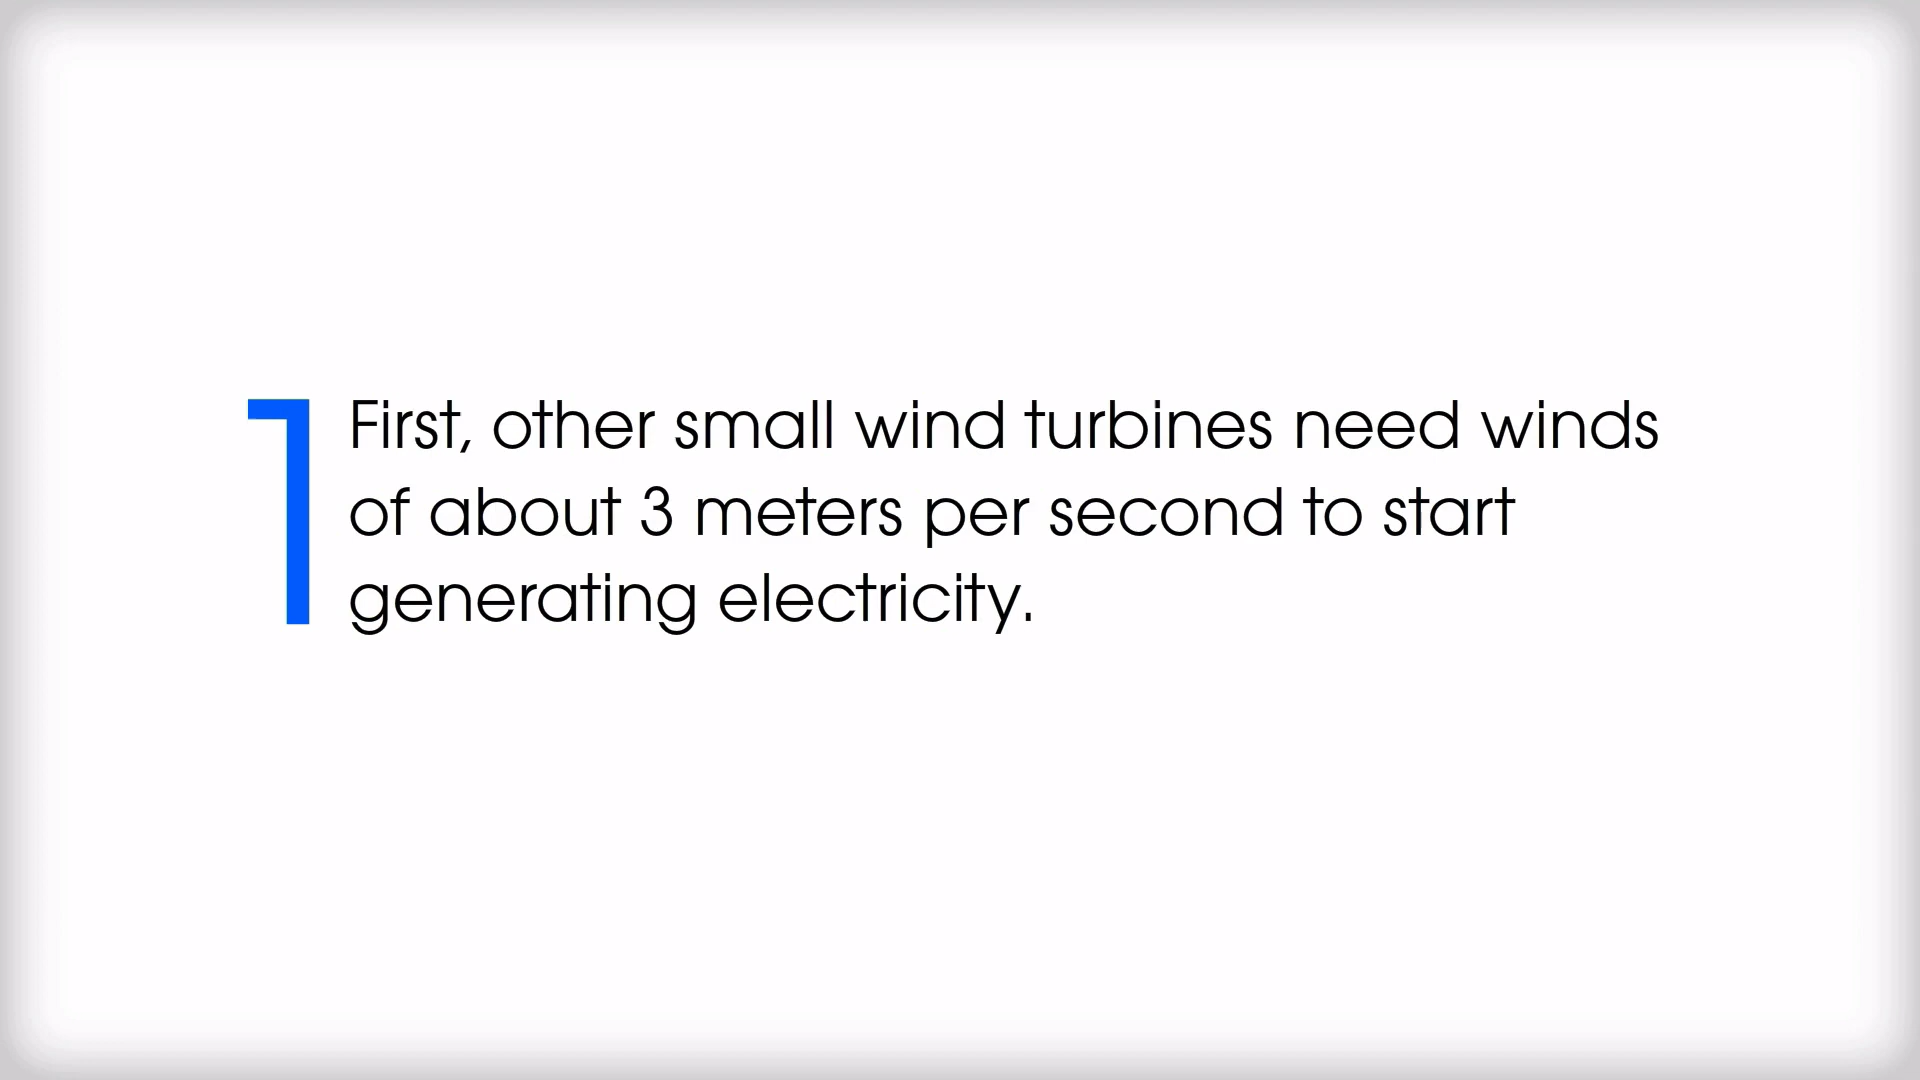 1 First, other small wind turbines need winds
of about 3 meters per second to start
generating electricity.